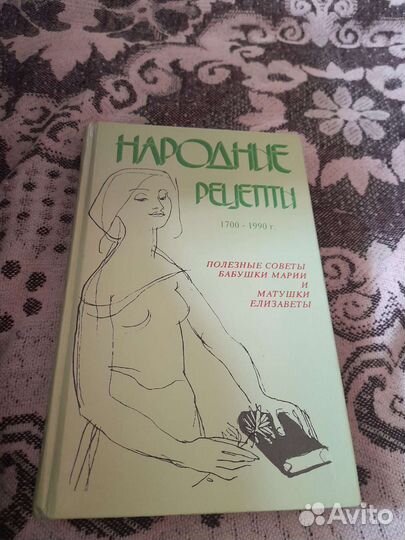 НАРОДНЫЕ
РЕЦЕПТЫ
1700 - 1990 г.
ПОЛЕЗНЫЕ СОВЕТЫ
БАБУШКИ МАРИИ
И
МАТУШКИ
ЕЛИЗАВЕТЫ
Avito